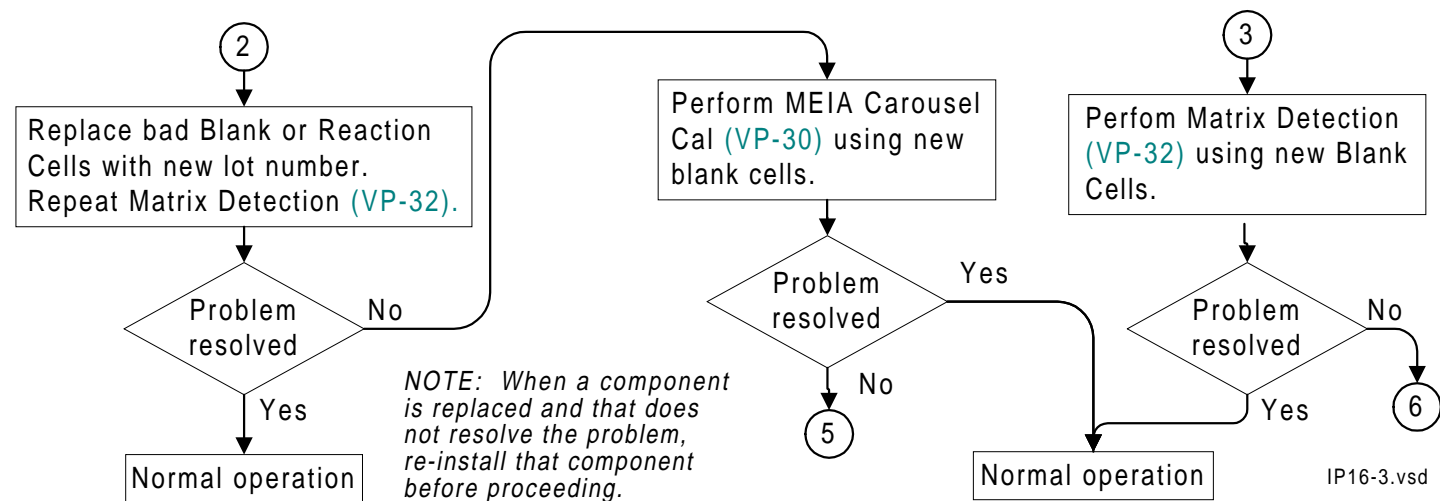 2
Replace bad Blank or Reaction
Cells with new lot number.
Repeat Matrix Detection (VP-32).
Problem
resolved
No
Yes
Normal operation
NOTE: When a component
is replaced and that does
not resolve the problem,
re-install that component
before proceeding.
Perform MEIA Carousel
Cal (VP-30) using new
blank cells.
Problem
resolved
Yes
No
5
3
Perfom Matrix Detection
(VP-32) using new Blank
Cells.
Problem
resolved
No
Yes
6
Normal operation
IP16-3.vsd